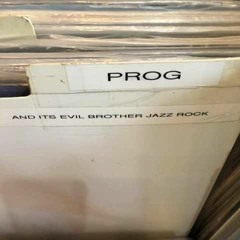 PROG
AND ITS EVIL BROTHER JAZZ ROCK